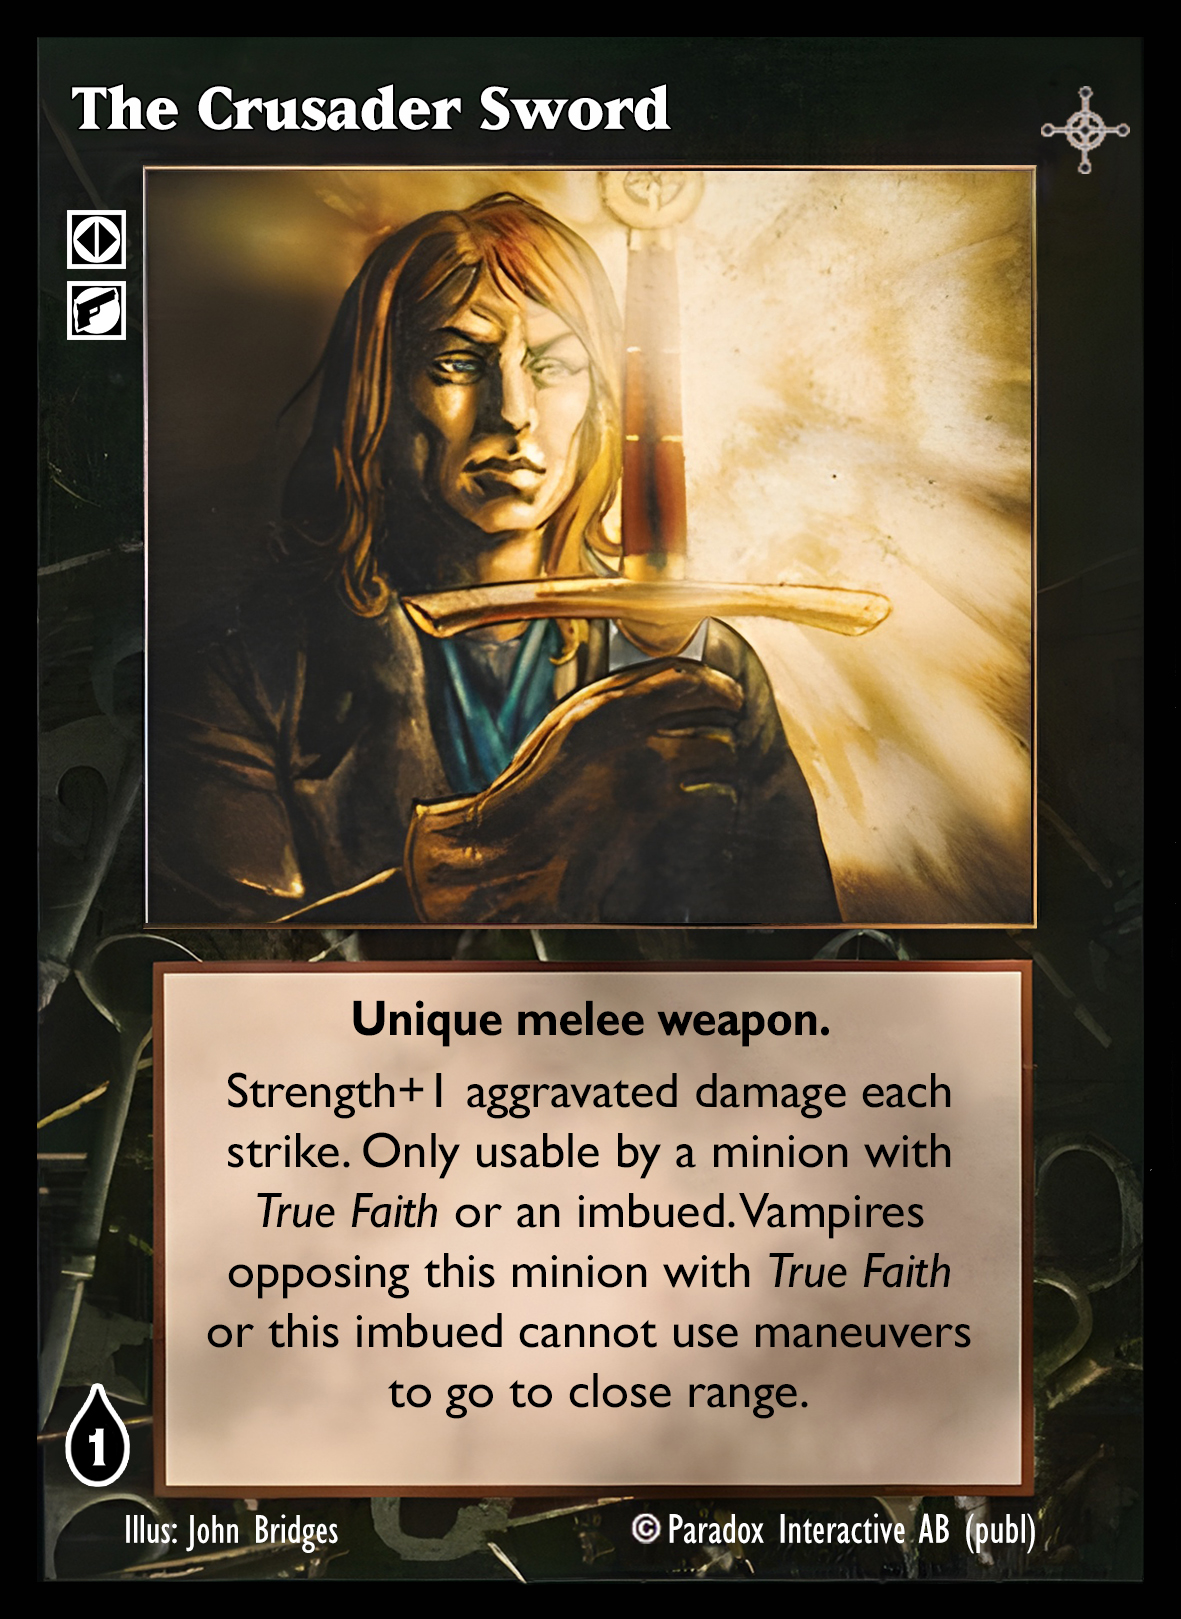 The Crusader Sword
Unique melee weapon.
Strength+1 aggravated damage each
strike. Only usable by a minion with
True Faith or an imbued. Vampires
opposing this minion with True Faith
or this imbued cannot use maneuvers
to go to close range.
1
Illus: John Bridges
© Paradox Interactive AB (publ)